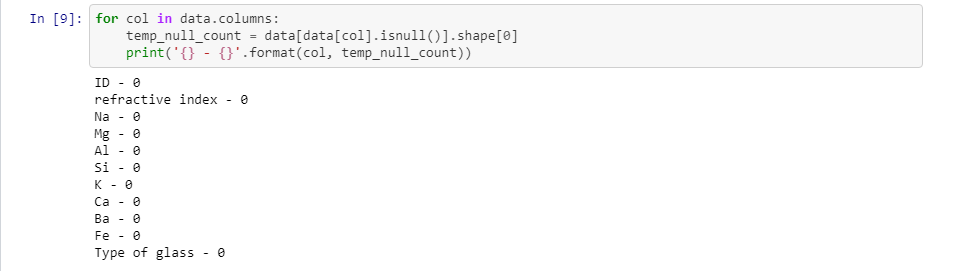 In [9]: for col in data.columns:
    temp_null_count = data[data[col].isnull()].shape[0]
    print('{} - {}'.format(col, temp_null_count))
ID - 0
refractive index - 0
Na - 0
Mg - 0
Al - 0
Si - 0
K - 0
Ca - 0
Ba - 0
Fe - 0
Type of glass - 0